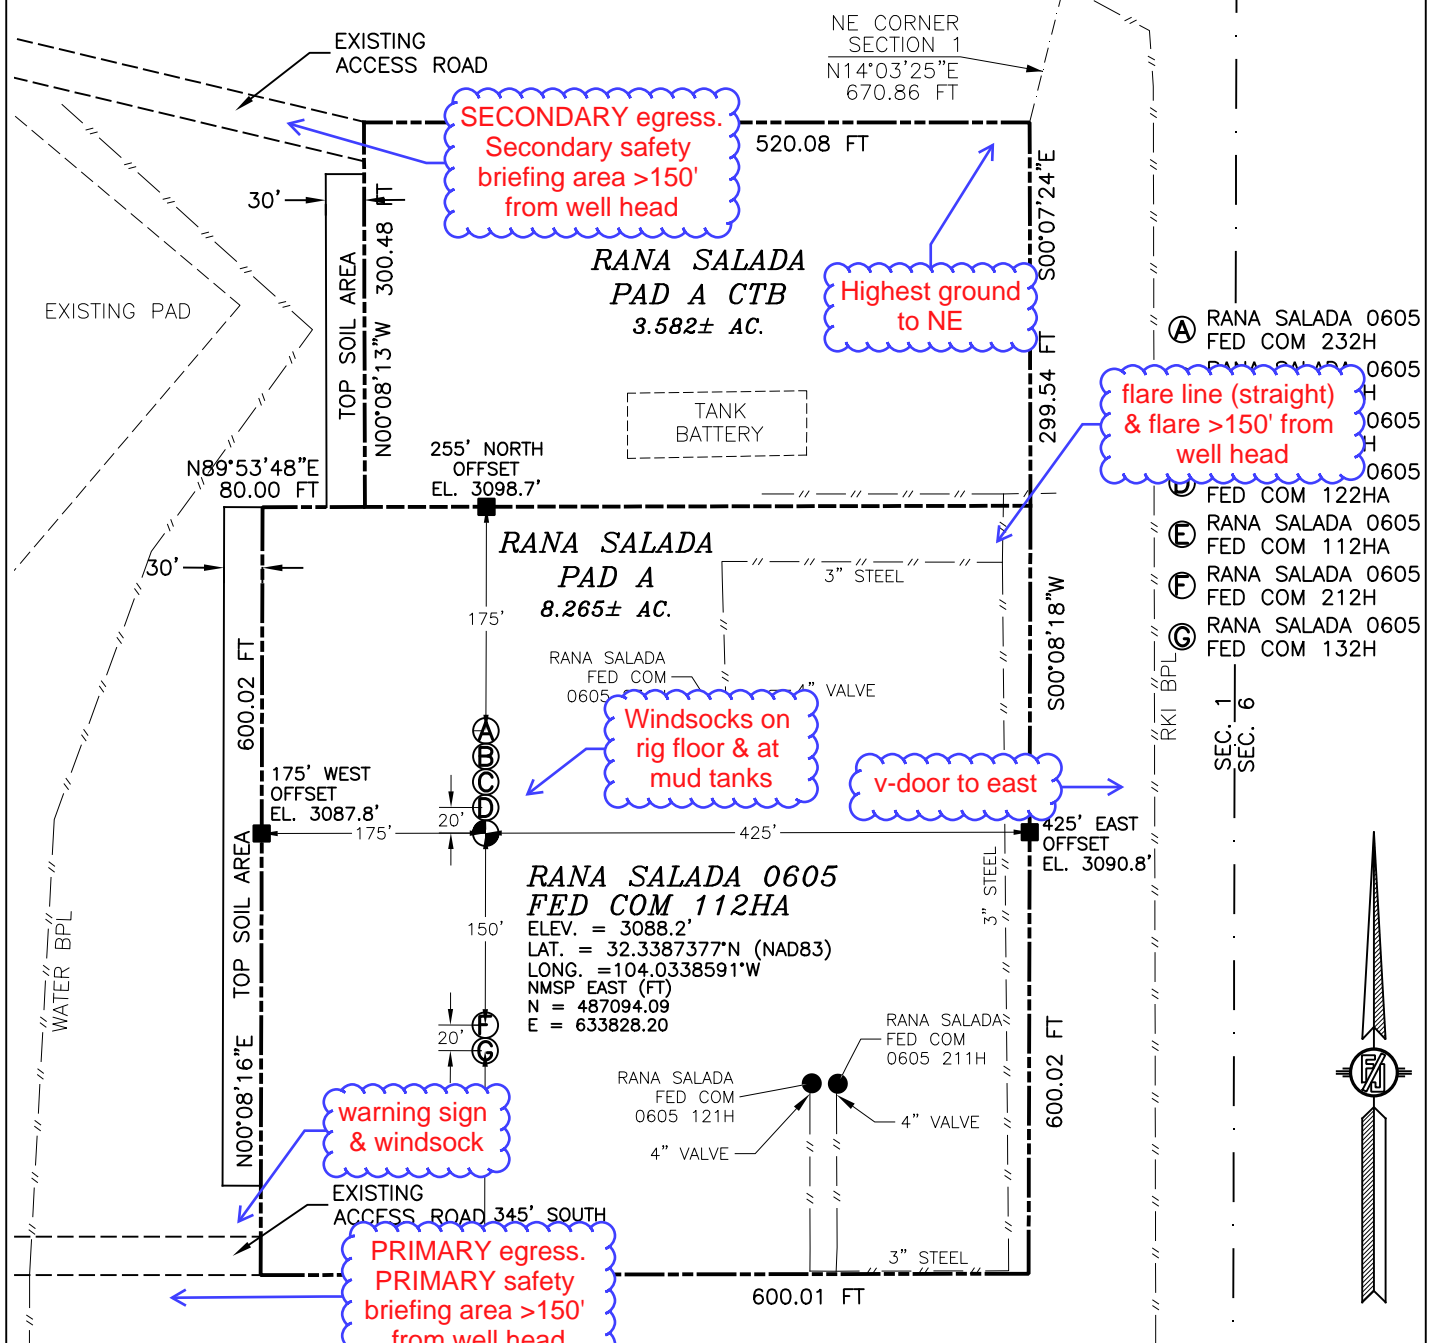 NE CORNER
SECTION 1
N14°03'25"E
670.86 FT
EXISTING
ACCESS ROAD
SECONDARY egress.
Secondary safety
briefing area >150'
from well head
520.08 FT
30'
TOP SOIL AREA
N00°08'13"W 300.48 FT
S00°07'24"E
299.54 FT
RANA SALADA
PAD A CTB
3.582± AC.
Highest ground
to NE
EXISTING PAD
TANK
BATTERY
A RANA SALADA 0605
FED COM 232H
RANA SALADA 0605
H
0605
H
flare line (straight)
& flare >150' from
well head
D 0605
FED COM 122HA
E RANA SALADA 0605
FED COM 112HA
F RANA SALADA 0605
FED COM 212H
G RANA SALADA 0605
FED COM 132H
N89°53'48"E
80.00 FT
255' NORTH
OFFSET
EL. 3098.7'
RANA SALADA
PAD A
8.265± AC.
30'
175'
3" STEEL
S00°08'18"W
600.02 FT
RANA SALADA
FED COM
0605
4" VALVE
Windsocks on
rig floor & at
mud tanks
v-door to east
RKI BPL
SEC. 1
SEC. 6
A
B
C
D
20'
175' WEST
OFFSET
EL. 3087.8'
175'
425'
425' EAST
OFFSET
EL. 3090.8'
3" STEEL
RANA SALADA 0605
FED COM 112HA
ELEV. = 3088.2'
LAT. = 32.3387377°N (NAD83)
LONG. =104.0338591°W
NMSP EAST (FT)
N = 487094.09
E = 633828.20
150'
F
20'
G
WATER BPL
N00°08'16"E TOP SOIL AREA 600.02 FT
RANA SALADA
FED COM
0605 211H
RANA SALADA
FED COM
0605 121H
4" VALVE
4" VALVE
FJ
warning sign
& windsock
EXISTING
ACCESS ROAD
345' SOUTH
PRIMARY egress.
PRIMARY safety
briefing area >150'
from well head
3" STEEL
600.01 FT